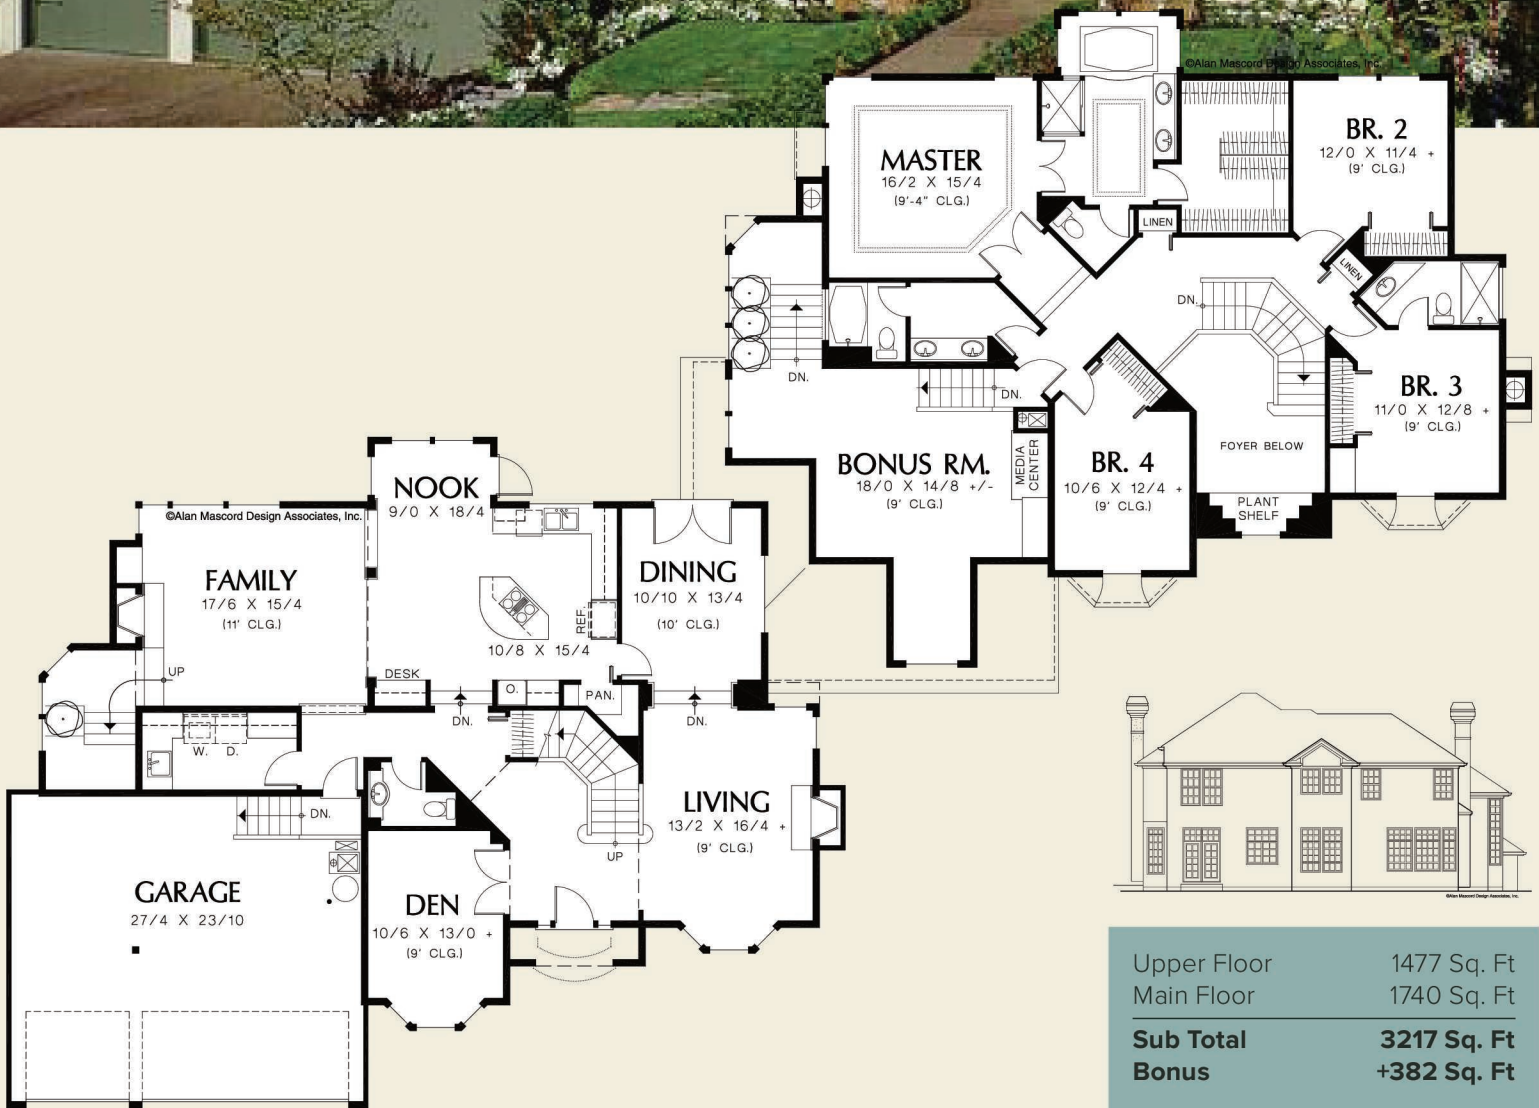 ©Alan Mascord Design Associates, Inc.
MASTER
16/2 X 15/4
(9'-4" CLG.)
BR. 2
12/0 X 11/4 +
(9' CLG.)
LINEN
LINEN
DN.
DN.
DN.
BR. 3
11/0 X 12/8 +
(9' CLG.)
FOYER BELOW
PLANT
SHELF
BONUS RM.
18/0 X 14/8 +/-
(9' CLG.)
MEDIA
CENTER
BR. 4
10/6 X 12/4 +
(9' CLG.)
NOOK
9/0 X 18/4
©Alan Mascord Design Associates, Inc.
FAMILY
17/6 X 15/4
(11' CLG.)
DINING
10/10 X 13/4
(10' CLG.)
REF.
10/8 X 15/4
UP
DESK
O.
PAN.
DN.
DN.
W.
D.
DN.
LIVING
13/2 X 16/4 +
(9' CLG.)
UP
GARAGE
27/4 X 23/10
DEN
10/6 X 13/0 +
(9' CLG.)
©Alan Mascord Design Associates, Inc.
Upper Floor 1477 Sq. Ft
Main Floor 1740 Sq. Ft
Sub Total 3217 Sq. Ft
Bonus +382 Sq. Ft